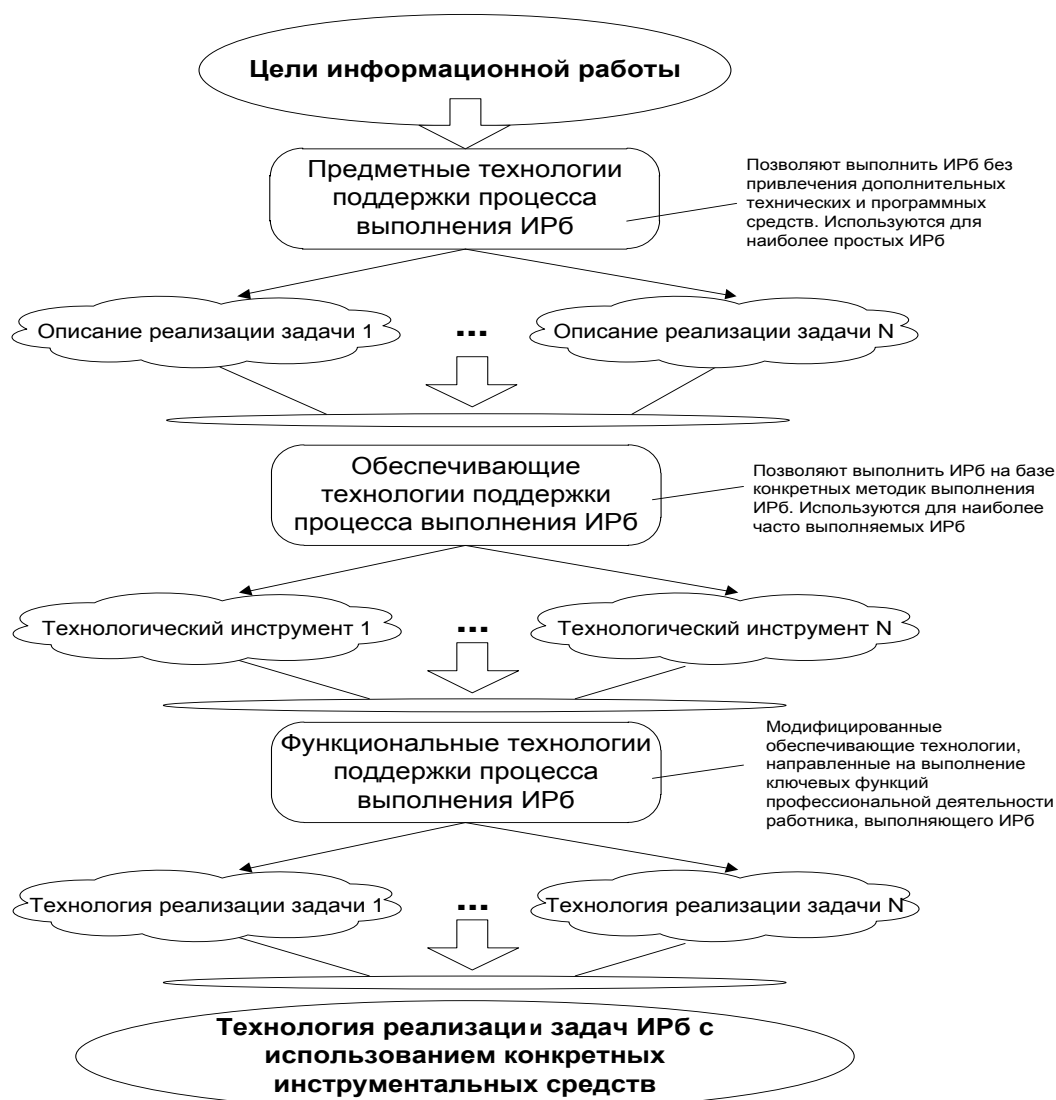 Цели информационной работы
Предметные технологии
поддержки процесса
выполнения ИРб
Позволяют выполнить ИРб без
привлечения дополнительных
технических и программных
средств. Используются для
наиболее простых ИРб
Описание реализации задачи 1
...
Описание реализации задачи N
Обеспечивающие
технологии поддержки
процесса выполнения ИРб
Позволяют выполнить ИРб на базе
конкретных методик выполнения
ИРб. Используются для наиболее
часто выполняемых ИРб
Технологический инструмент 1
...
Технологический инструмент N
Функциональные технологии
поддержки процесса
выполнения ИРб
Модифицированные
обеспечивающие технологии,
направленные на выполнение
ключевых функций
профессиональной деятельности
работника, выполняющего ИРб
Технология реализации задачи 1
...
Технология реализации задачи N
Технология реализации задач ИРб с
использованием конкретных
инструментальных средств